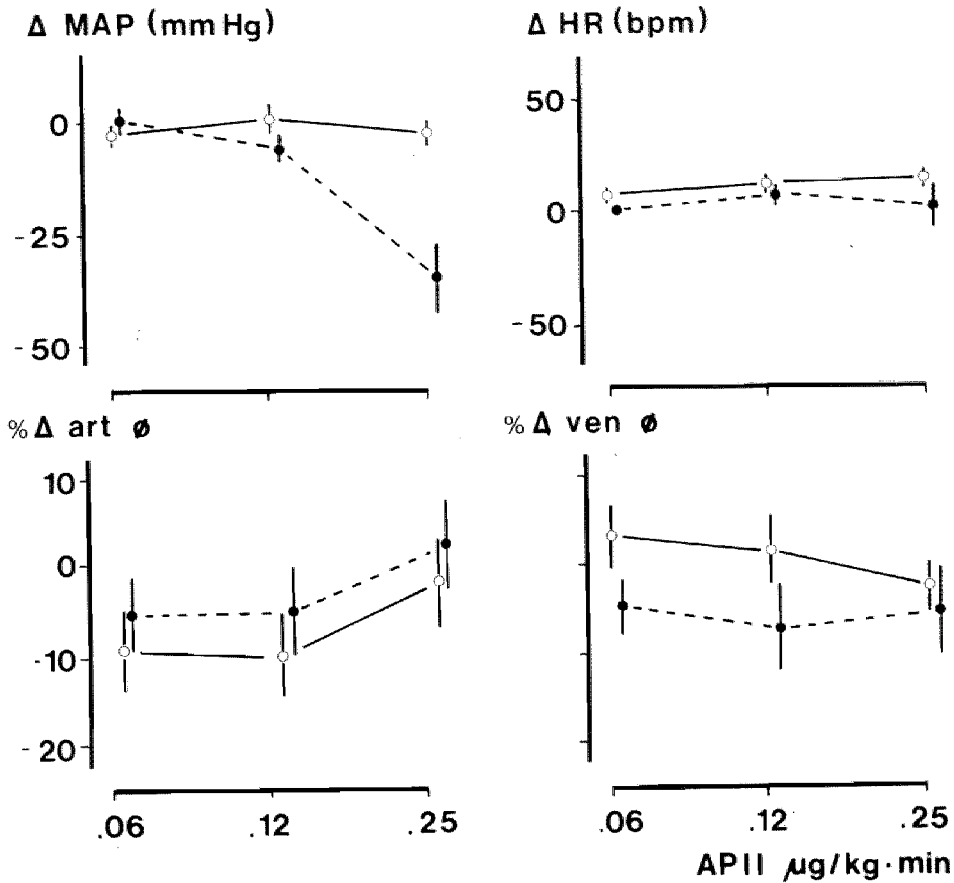 Δ MAP (mm Hg)
0
-25
-50
Δ HR (bpm)
50
0
-50
% Δ art ø
10
0
-10
-20
.06 .12 .25
% Δ ven ø
.06 .12 .25
APII µg/kg·min